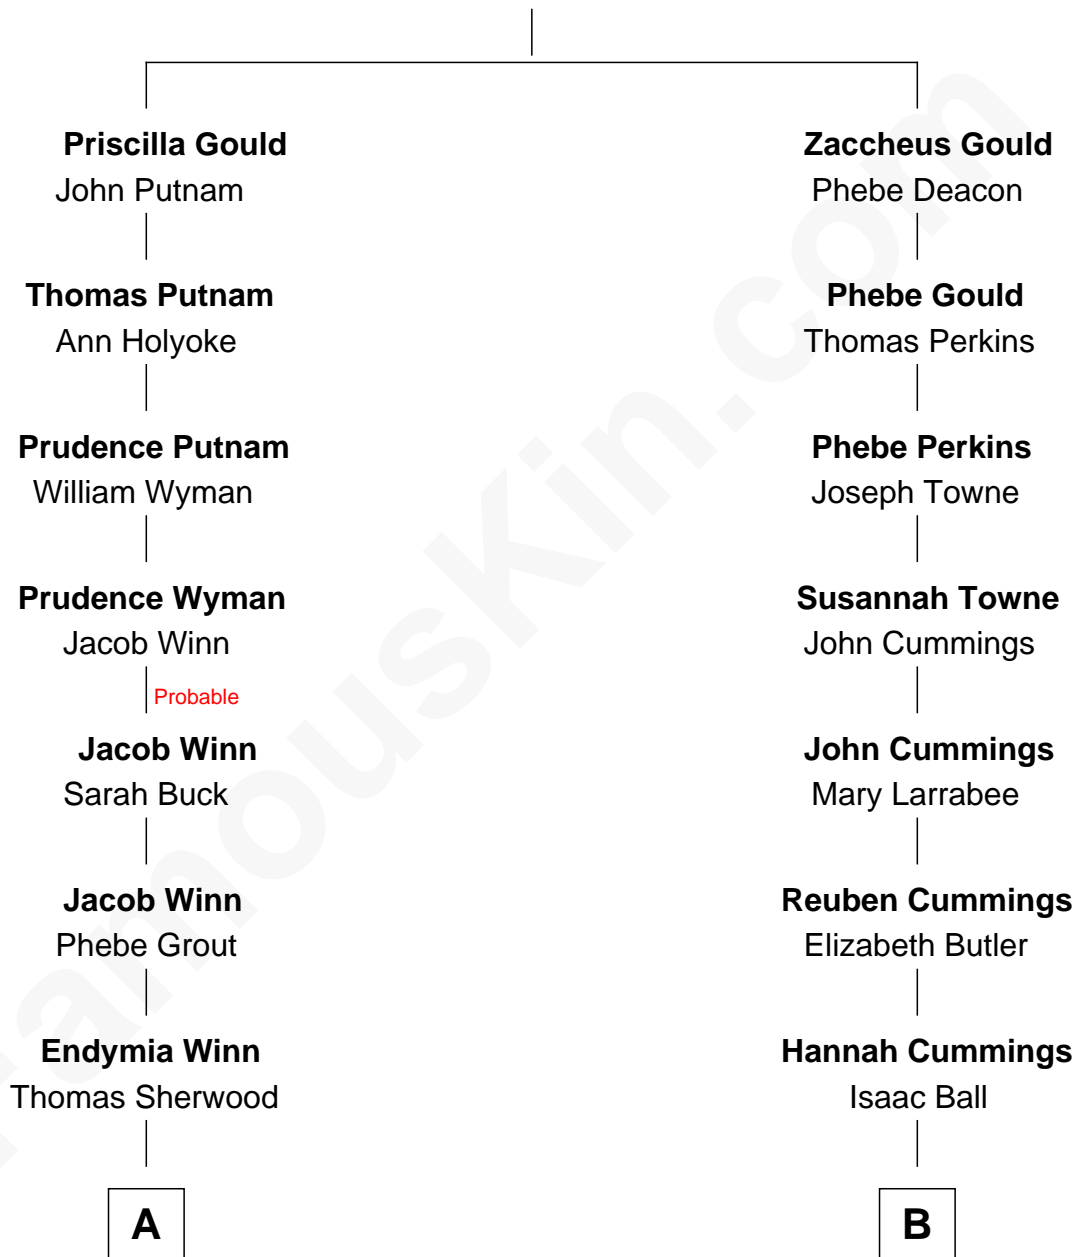 Priscilla Gould
John Putnam
Thomas Putnam
Ann Holyoke
Prudence Putnam
William Wyman
Prudence Wyman
Jacob Winn
Probable
Jacob Winn
Sarah Buck
Jacob Winn
Phebe Grout
Endymia Winn
Thomas Sherwood
A
Zaccheus Gould
Phebe Deacon
Phebe Gould
Thomas Perkins
Phebe Perkins
Joseph Towne
Susannah Towne
John Cummings
John Cummings
Mary Larrabee
Reuben Cummings
Elizabeth Butler
Hannah Cummings
Isaac Ball
B
FamousKin.com